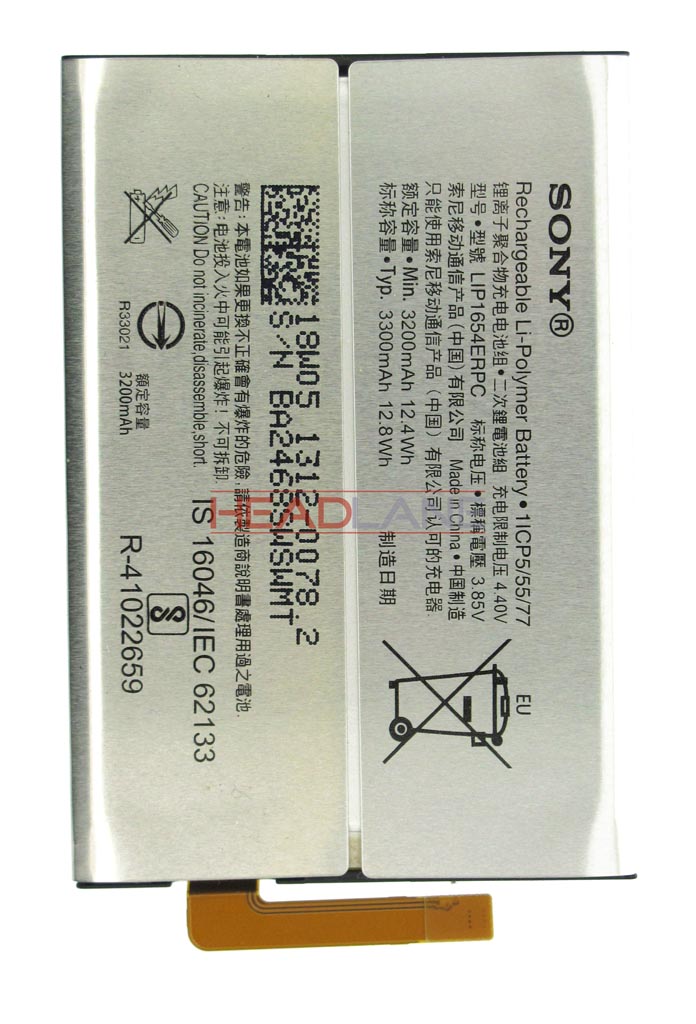 SONY®
Rechargeable Li-Polymer Battery • 1ICP5/55/77
锂离子聚合物充电电池组 • 二次鋰電池組 充电限制电压 4.40V
型号 • 型號 LIP1654ERPC 标称电压 • 標稱電壓 3.85V
索尼移动通信产品 (中国) 有限公司 Made in China • 中国制造
只能使用索尼移动通信产品 (中国) 有限公司认可的充电器.
额定容量 • Min. 3200mAh 12.4Wh
标称容量 • Typ. 3300mAh 12.8Wh
制造日期
EU
18W05 1312 0078.2
S/N BA246S5WSWMT
警告: 本電池如果更換不正確會有爆炸的危險, 請依製造商說明書處理用過之電池.
注意: 电池投入火中可能引起爆炸! 不可拆卸.
CAUTION Do not incinerate,disassemble,short.
IS 16046/IEC 62133
R33021
額定容量
3200mAh
R-41022659
HEADLAND